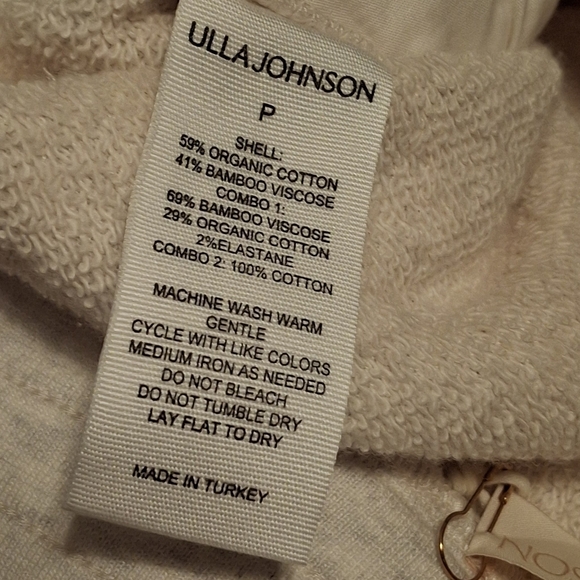 ULLA JOHNSON
P
SHELL:
59% ORGANIC COTTON
41% BAMBOO VISCOSE
COMBO 1:
69% BAMBOO VISCOSE
29% ORGANIC COTTON
2%ELASTANE
COMBO 2: 100% COTTON
MACHINE WASH WARM
GENTLE
CYCLE WITH LIKE COLORS
MEDIUM IRON AS NEEDED
DO NOT BLEACH
DO NOT TUMBLE DRY
LAY FLAT TO DRY
MADE IN TURKEY